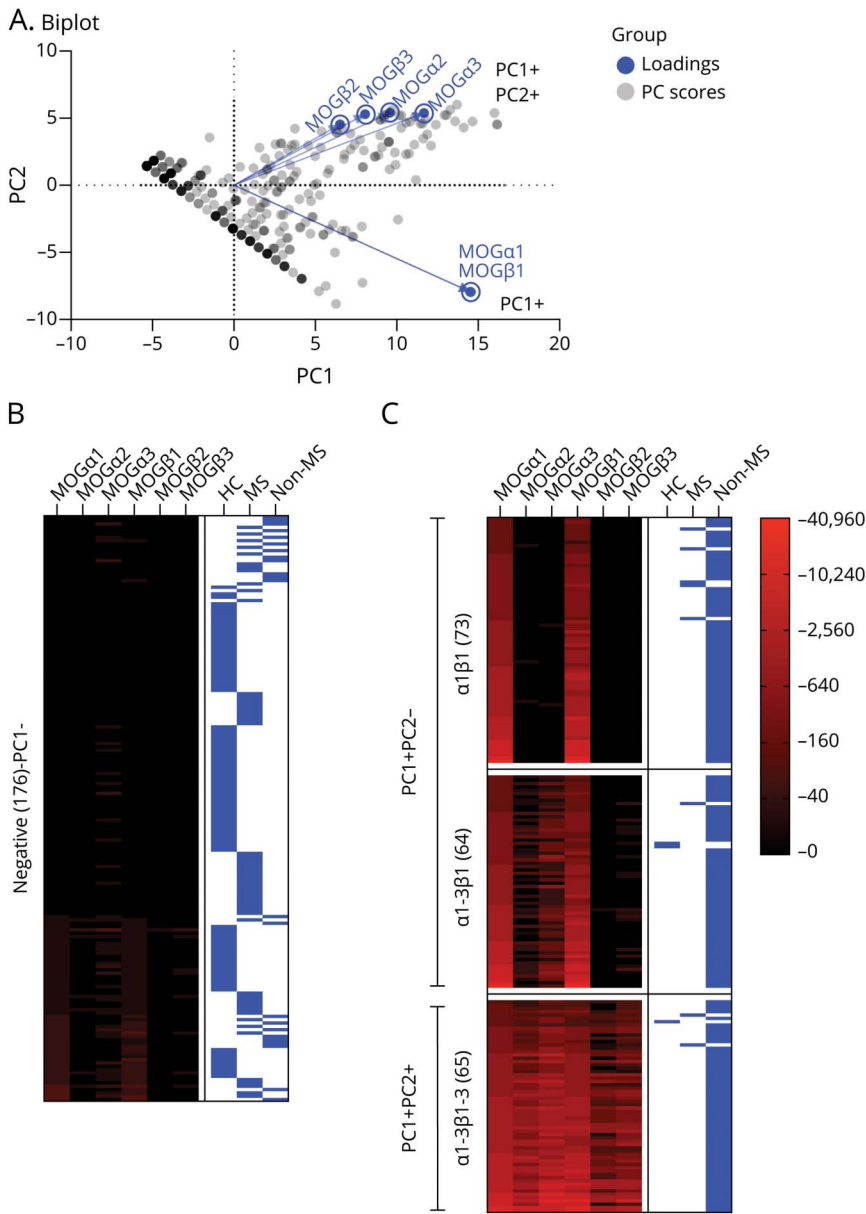 A. Biplot
10
5
0
−5
−10
−10
−5
0
5
10
15
20
PC2
PC1
MOGβ2
MOGβ3
MOGα2
MOGα3
PC1+
PC2+
MOGα1
MOGβ1
PC1+
Group
Loadings
PC scores
B
MOGα1
MOGα2
MOGα3
MOGβ1
MOGβ2
MOGβ3
HC
MS
Non-MS
Negative (176)-PC1-
C
MOGα1
MOGα2
MOGα3
MOGβ1
MOGβ2
MOGβ3
HC
MS
Non-MS
PC1+PC2−
α1β1 (73)
α1-3β1 (64)
PC1+PC2+
α1-3β1-3 (65)
−40,960
−10,240
−2,560
−640
−160
−40
−0